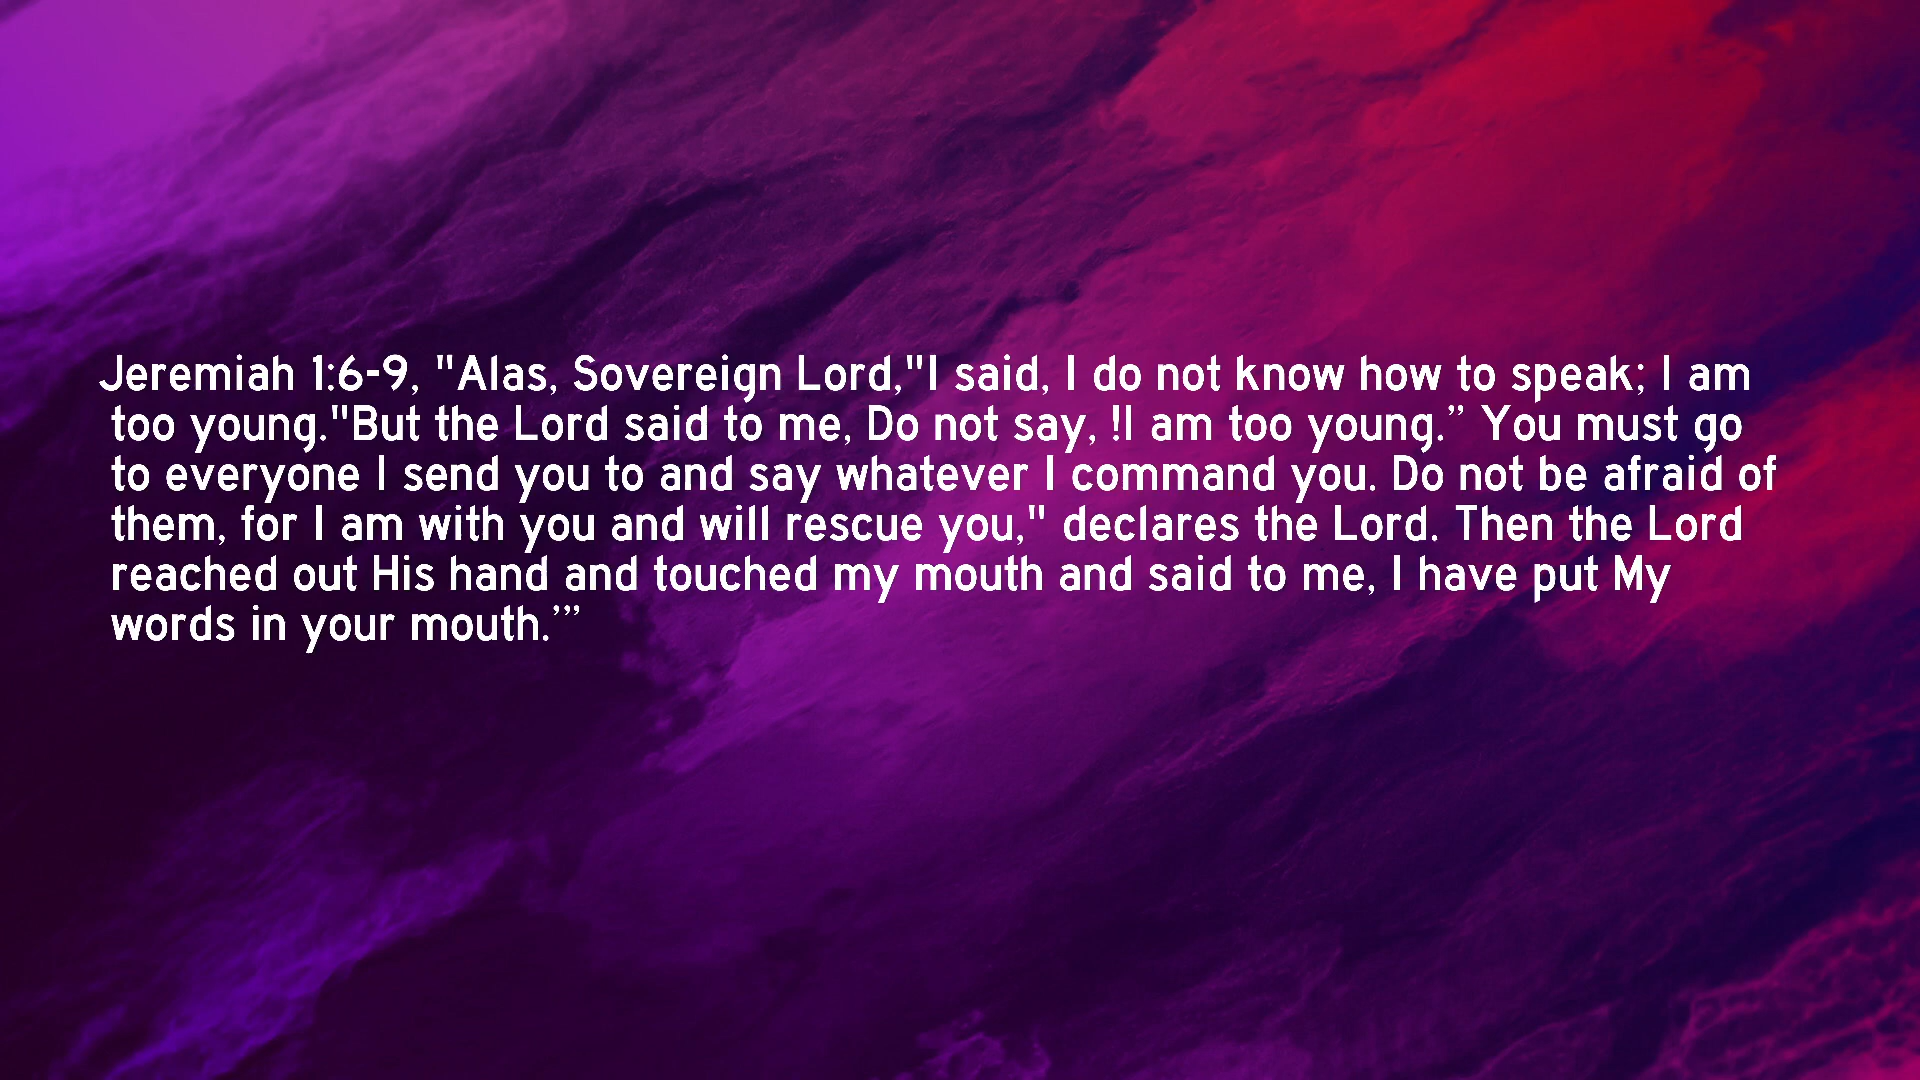 Jeremiah 1:6-9, "Alas, Sovereign Lord,"I said, I do not know how to speak; I am
too young."But the Lord said to me, Do not say, !I am too young.” You must go
to everyone I send you to and say whatever I command you. Do not be afraid of
them, for I am with you and will rescue you," declares the Lord. Then the Lord
reached out His hand and touched my mouth and said to me, I have put My
words in your mouth.’”